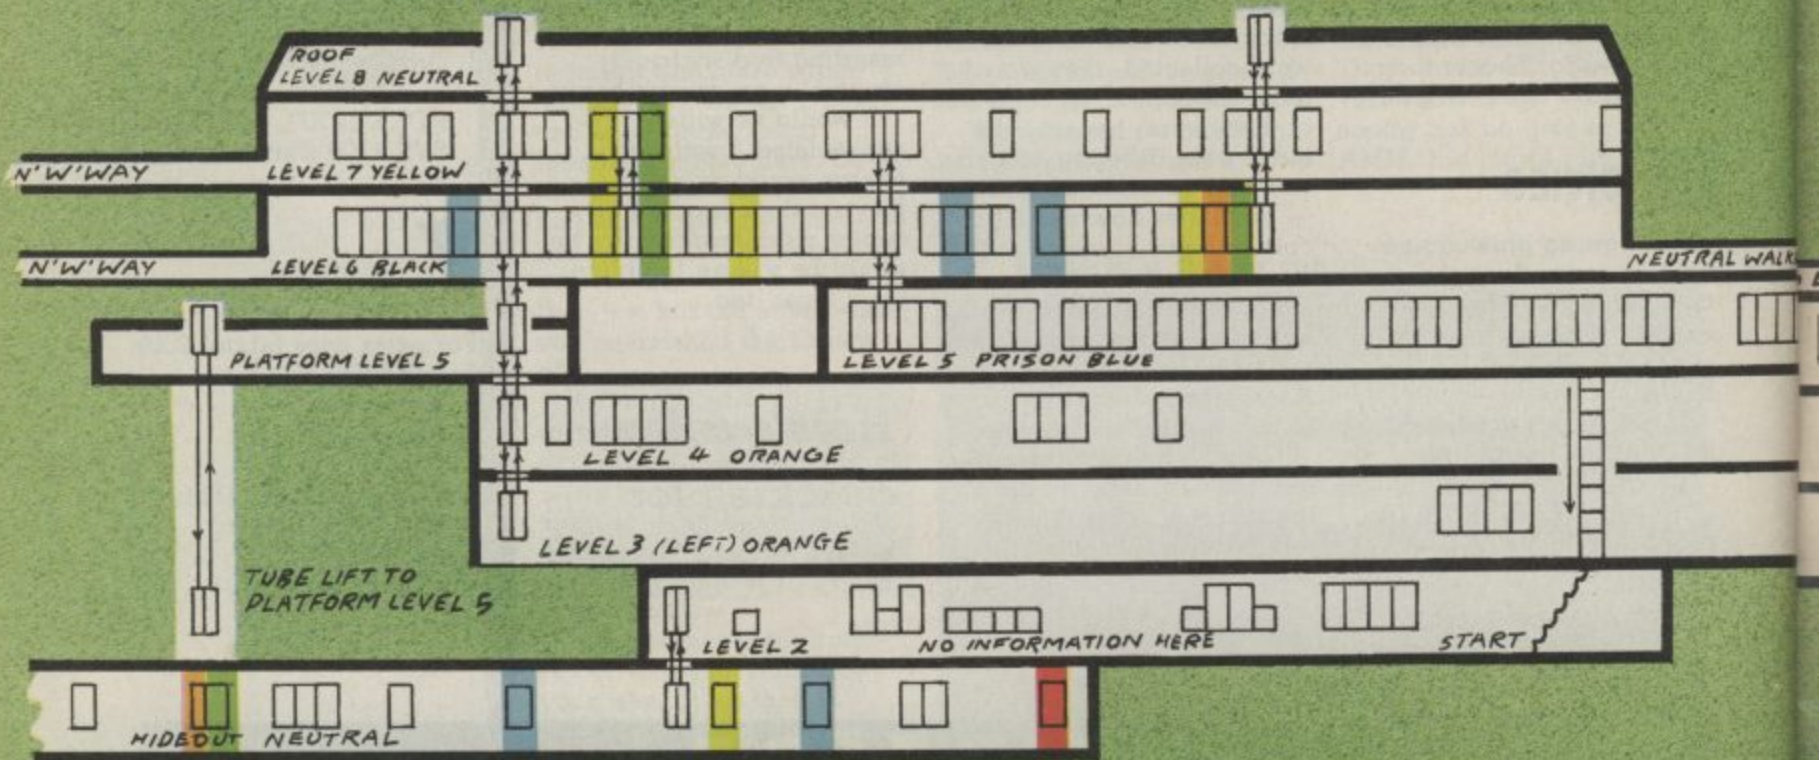 ROOF
LEVEL 8 NEUTRAL
N'W'WAY
LEVEL 7 YELLOW
N'W'WAY
LEVEL 6 BLACK
NEUTRAL WALK
PLATFORM LEVEL 5
LEVEL 5 PRISON BLUE
LEVEL 4 ORANGE
LEVEL 3 (LEFT) ORANGE
TUBE LIFT TO
PLATFORM LEVEL 5
LEVEL 2
NO INFORMATION HERE
START
HIDEOUT NEUTRAL